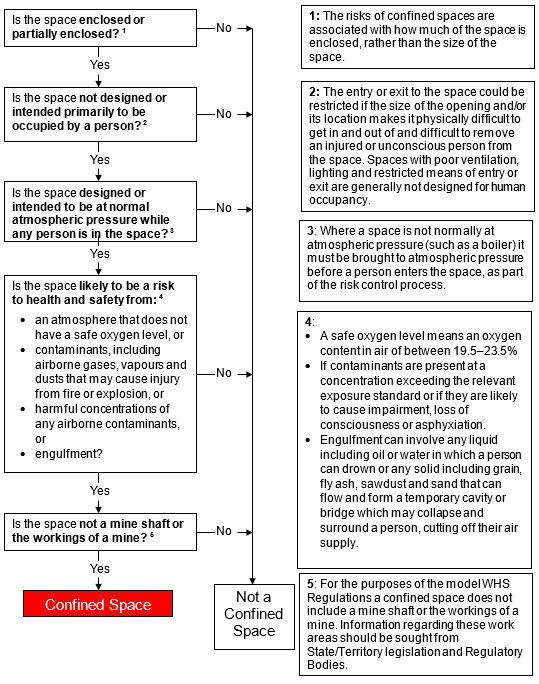 Is the space enclosed or
partially enclosed? 1
No
Yes
Is the space not designed or
intended primarily to be
occupied by a person? 2
No
Yes
Is the space designed or
intended to be at normal
atmospheric pressure while
any person is in the space? 3
No
Yes
Is the space likely to be a risk
to health and safety from: 4
• an atmosphere that does not
have a safe oxygen level, or
• contaminants, including
airborne gases, vapours and
dusts that may cause injury
from fire or explosion, or
• harmful concentrations of
any airborne contaminants,
or
• engulfment?
No
Yes
Is the space not a mine shaft or
the workings of a mine? 5
No
Yes
Confined Space
Not a
Confined
Space
1: The risks of confined spaces are
associated with how much of the space is
enclosed, rather than the size of the
space.
2: The entry or exit to the space could be
restricted if the size of the opening and/or
its location makes it physically difficult to
get in and out of and difficult to remove
an injured or unconscious person from
the space. Spaces with poor ventilation,
lighting and restricted means of entry or
exit are generally not designed for human
occupancy.
3: Where a space is not normally at
atmospheric pressure (such as a boiler) it
must be brought to atmospheric pressure
before a person enters the space, as part
of the risk control process.
4:
• A safe oxygen level means an oxygen
content in air of between 19.5–23.5%
• If contaminants are present at a
concentration exceeding the relevant
exposure standard or if they are likely
to cause impairment, loss of
consciousness or asphyxiation.
• Engulfment can involve any liquid
including oil or water in which a person
can drown or any solid including grain,
fly ash, sawdust and sand that can
flow and form a temporary cavity or
bridge which may collapse and
surround a person, cutting off their air
supply.
5: For the purposes of the model WHS
Regulations a confined space does not
include a mine shaft or the workings of a
mine. Information regarding these work
areas should be sought from
State/Territory legislation and Regulatory
Bodies.